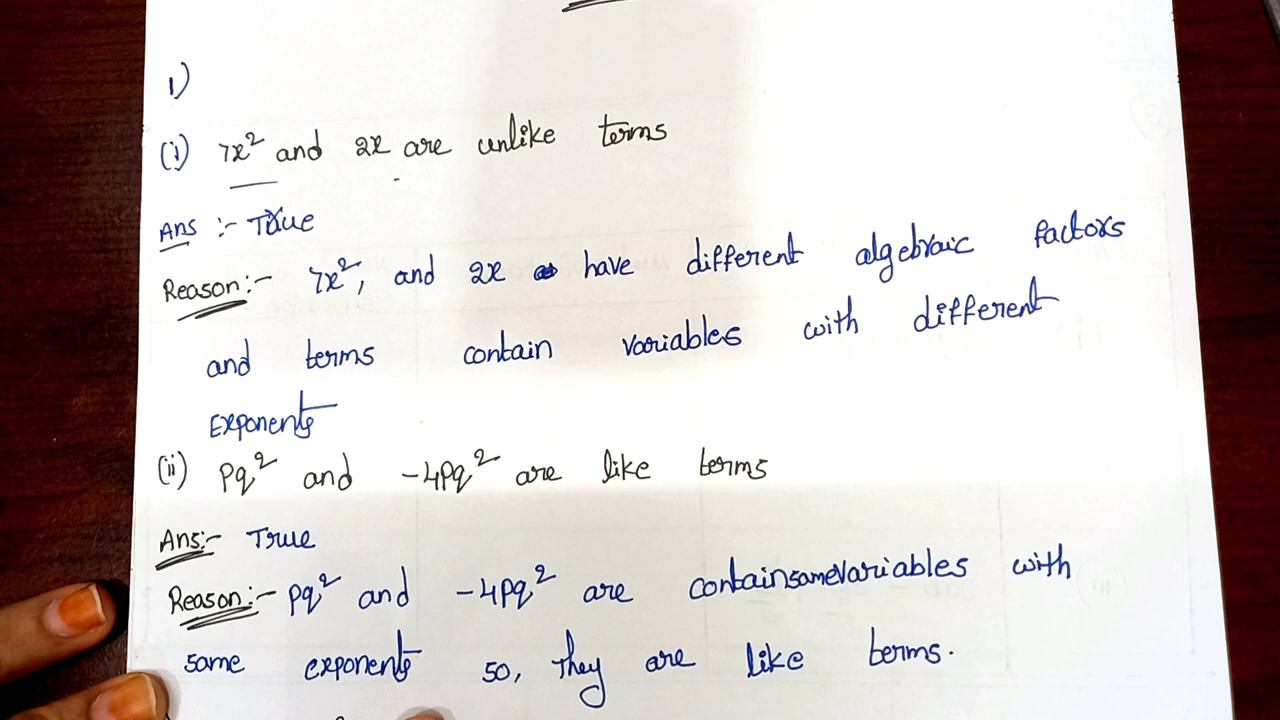 1)
(i) 7x² and 2x are unlike terms
Ans :- True
Reason:- 7x², and 2x have different algebraic factors
and terms contain variables with different
Exponents
(ii) Pq² and -4Pq² are like terms
Ans:- True
Reason:- Pq² and -4Pq² are containsamevariables with
same exponents so, They are like terms.